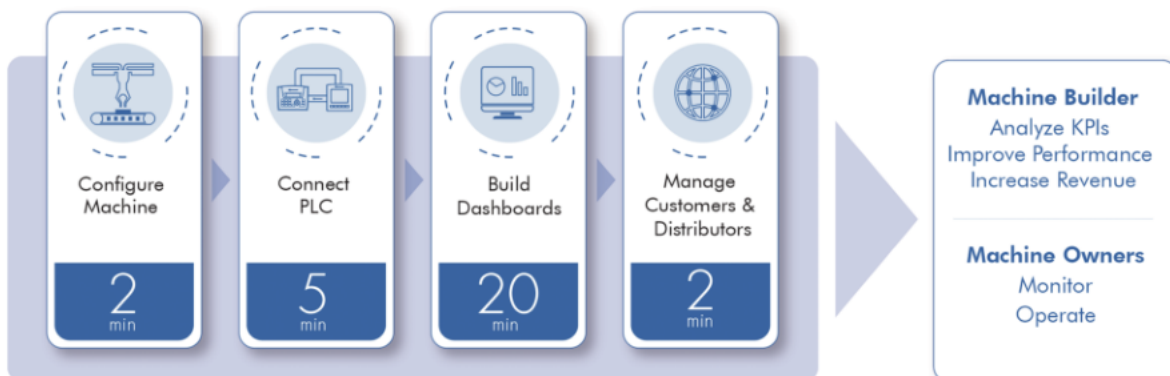 Configure
Machine
2
min
Connect
PLC
5
min
Build
Dashboards
20
min
Manage
Customers &
Distributors
2
min
Machine Builder
Analyze KPIs
Improve Performance
Increase Revenue
Machine Owners
Monitor
Operate